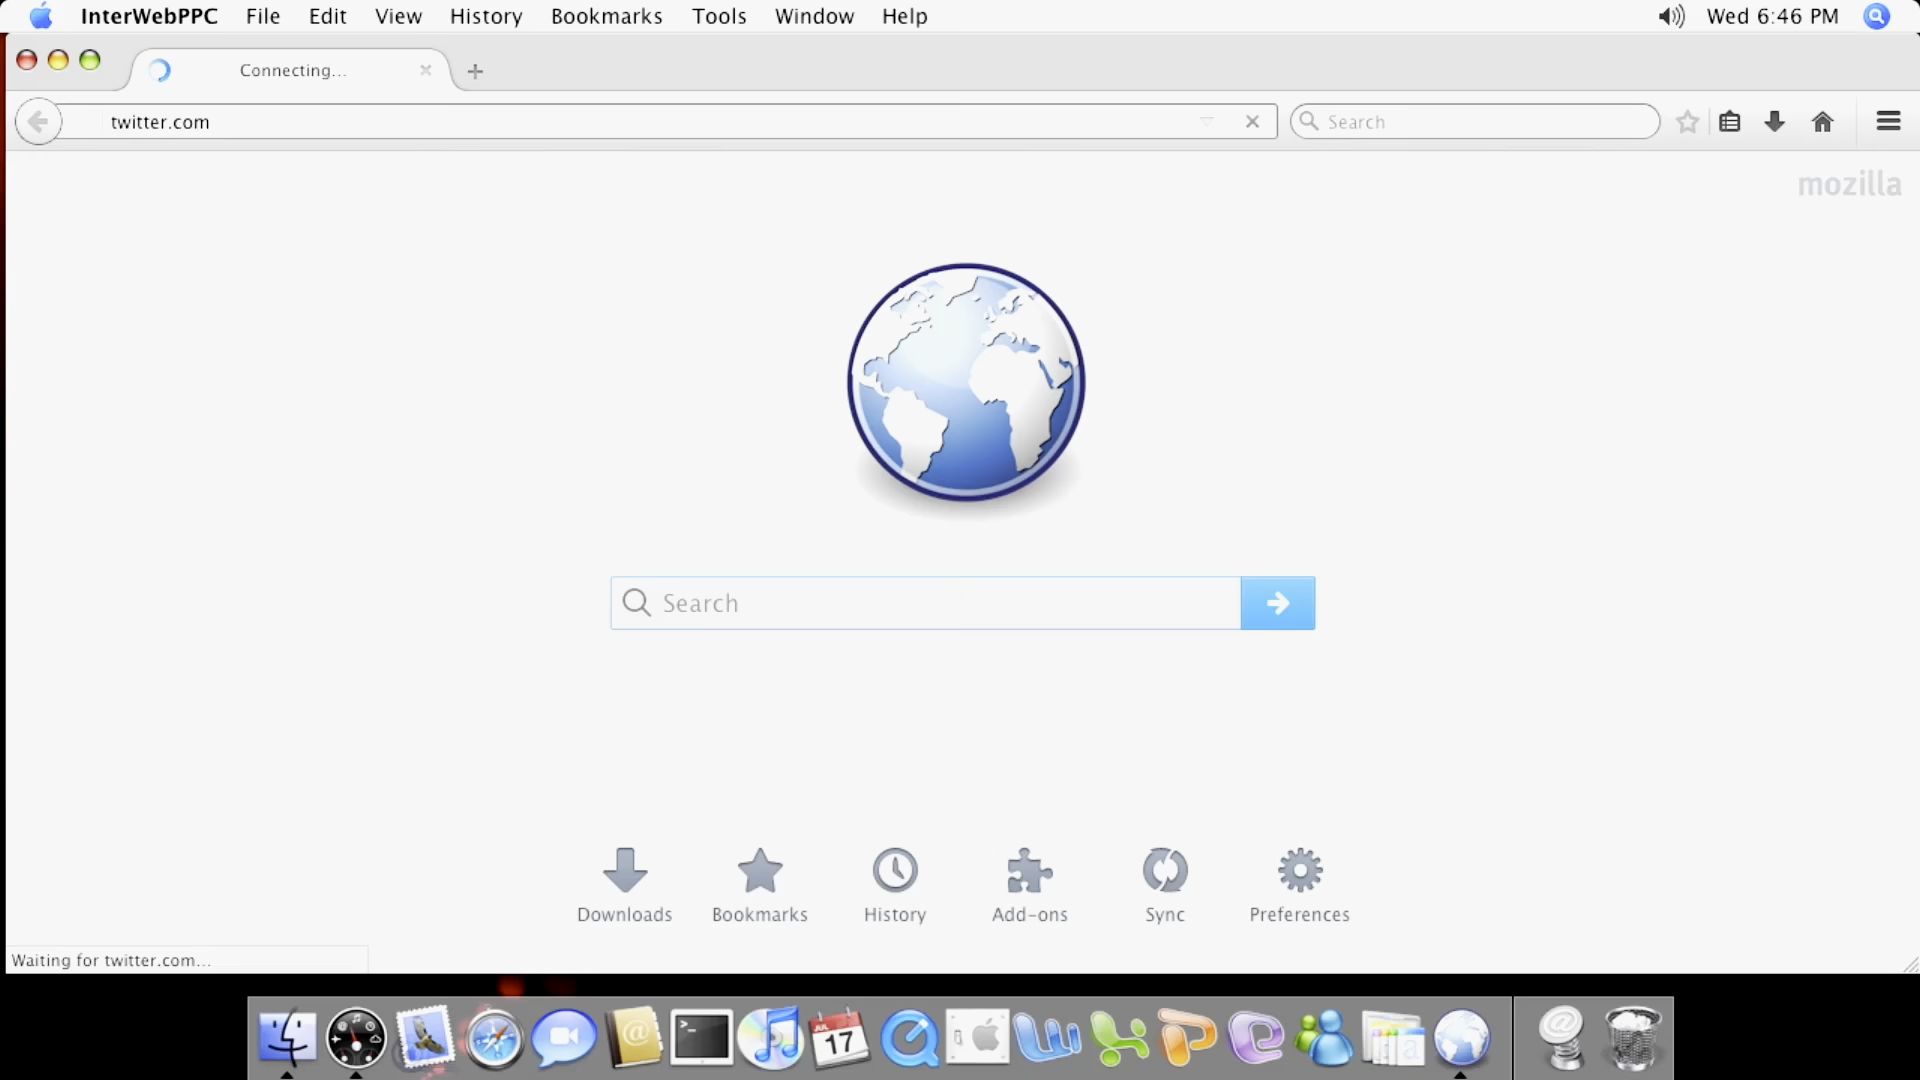 InterWebPPC File Edit View History Bookmarks Tools Window Help Wed 6:46 PM
Connecting...
twitter.com Search
mozilla
Search
Downloads Bookmarks History Add-ons Sync Preferences
Waiting for twitter.com...
JUL
17